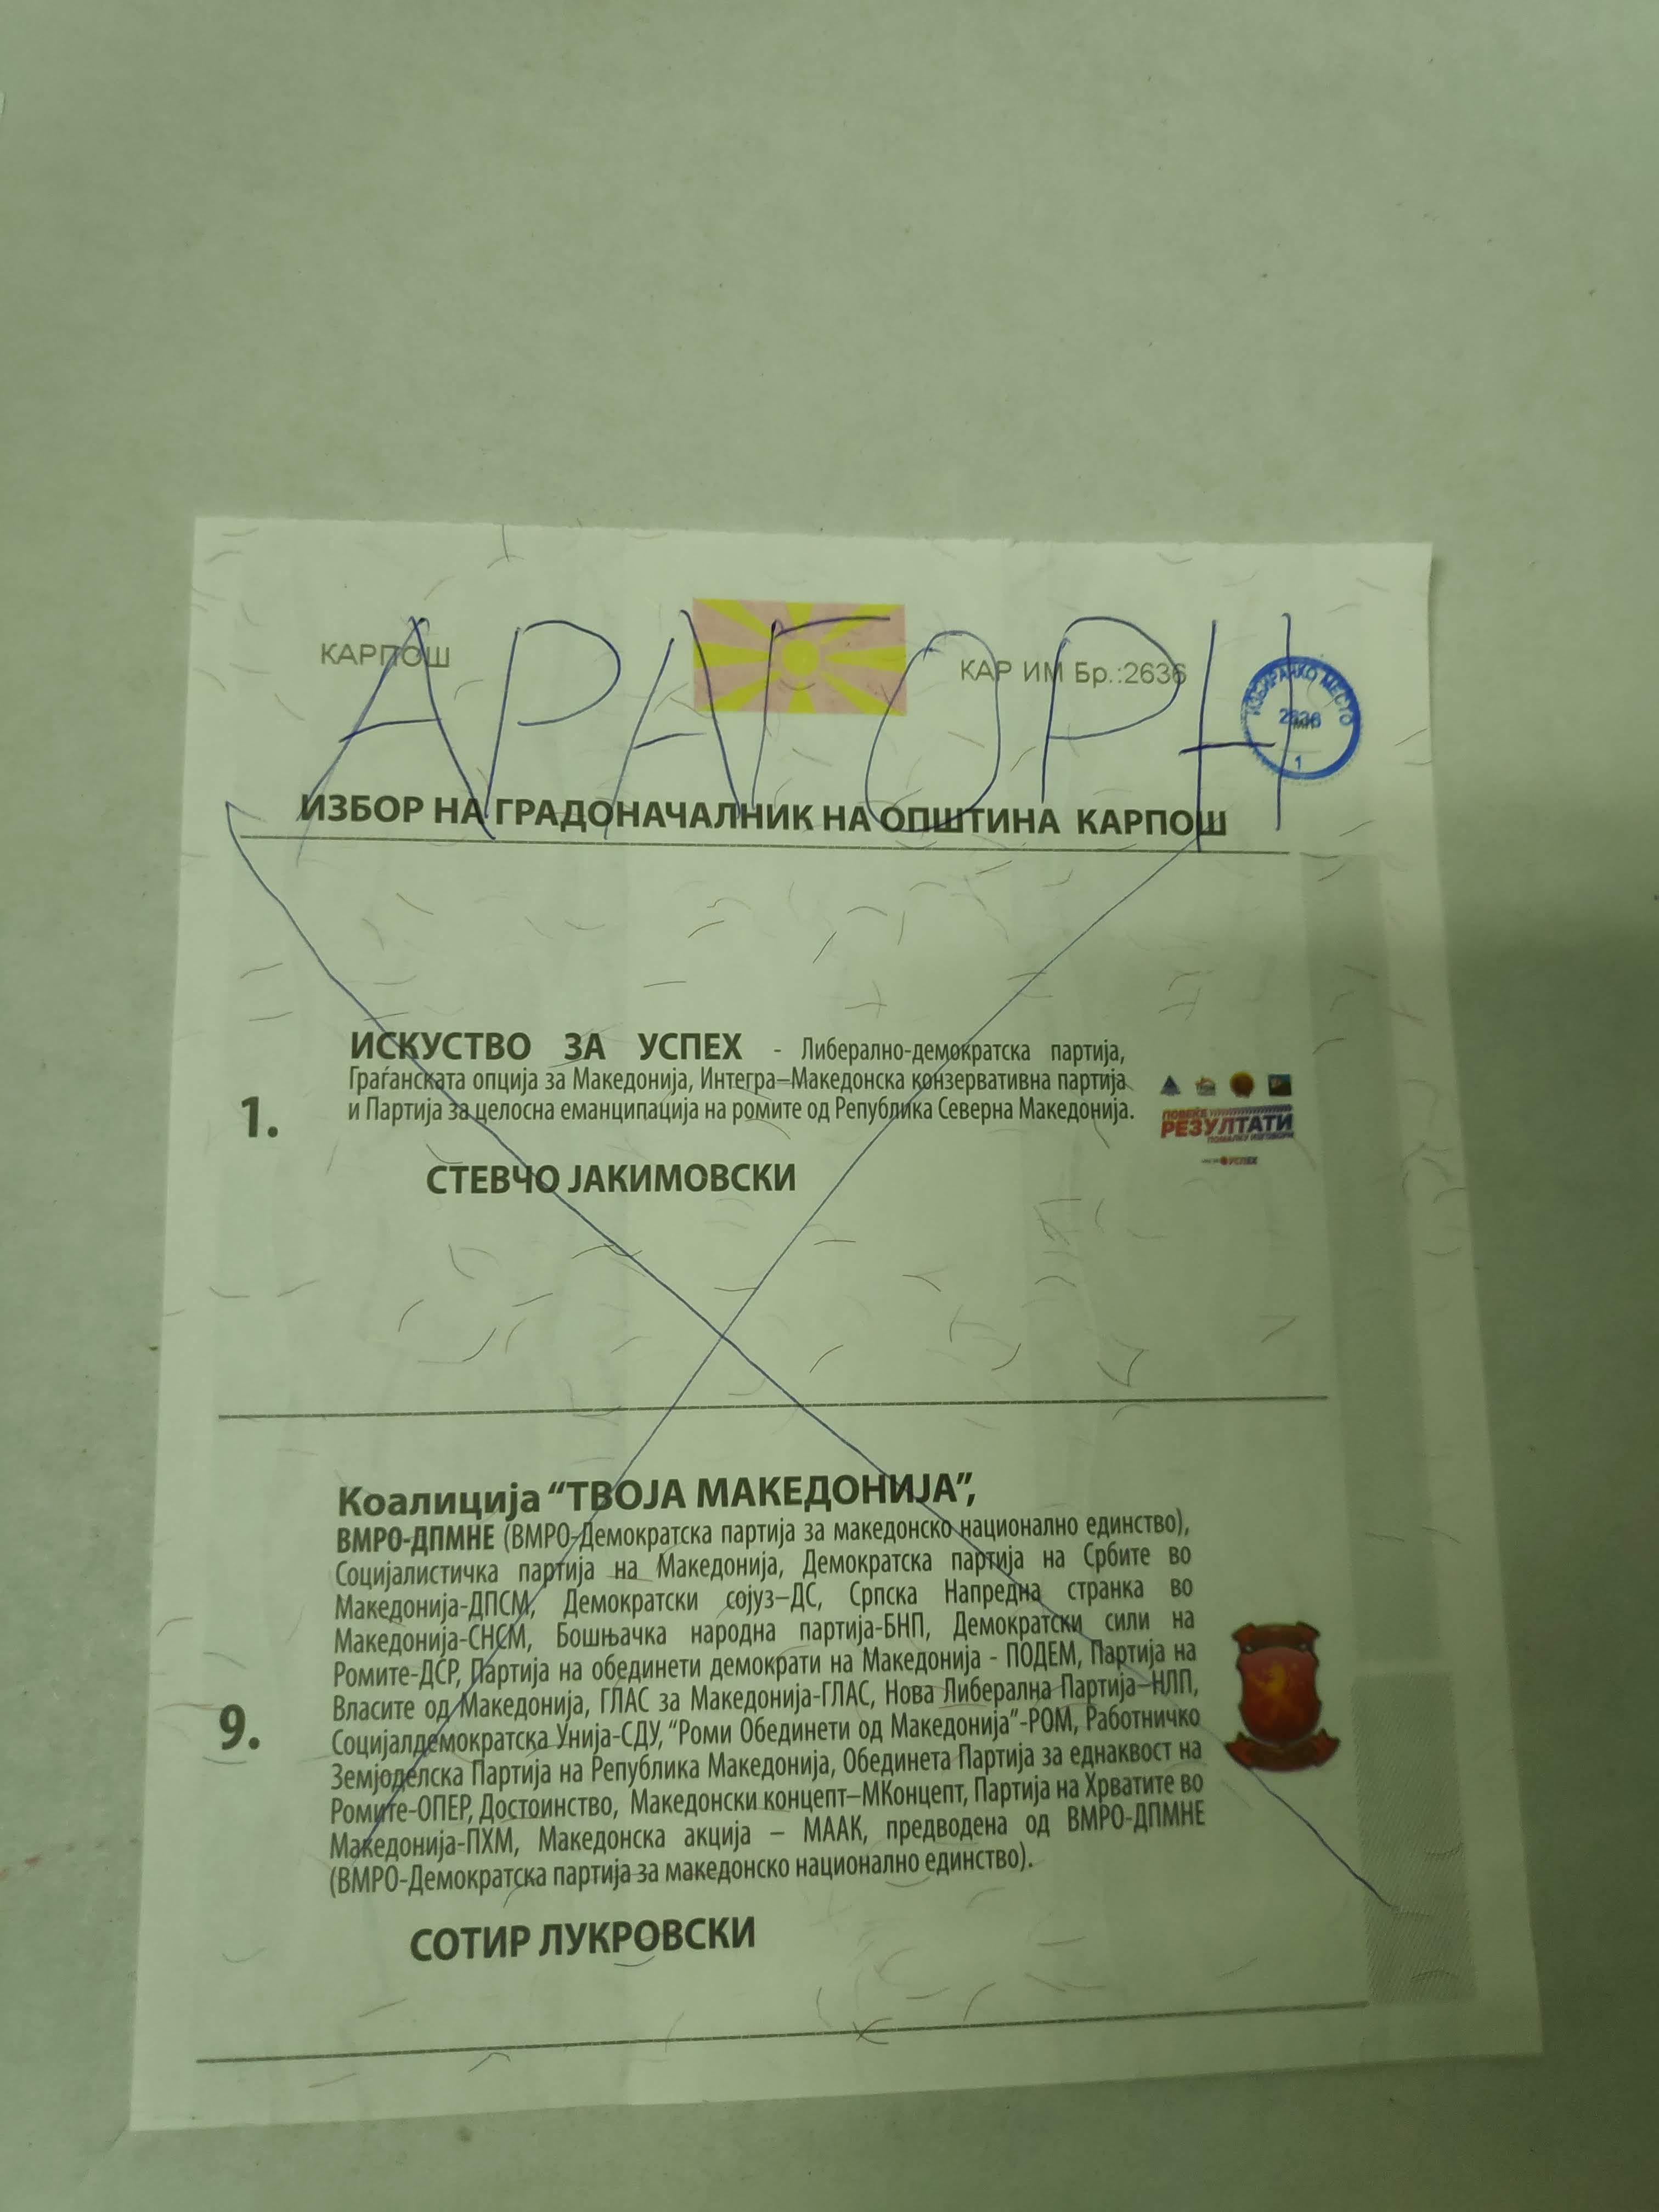 АРАГОРН
КАРПОШ
КАР ИМ Бр.:2636
ИЗБИРАЧКО МЕСТО
2636
1
ИЗБОР НА ГРАДОНАЧАЛНИК НА ОПШТИНА КАРПОШ
1.
ИСКУСТВО ЗА УСПЕХ - Либерално-демократска партија,
Граѓанската опција за Македонија, Интегра–Македонска конзервативна партија
и Партија за целосна еманципација на ромите од Република Северна Македонија.
ПОВЕЌЕ
РЕЗУЛТАТИ
ПОМАЛКУ ИЗГОВОРИ
УСПЕХ
СТЕВЧО ЈАКИМОВСКИ
9.
Коалиција “ТВОЈА МАКЕДОНИЈА”,
ВМРО-ДПМНЕ (ВМРО-Демократска партија за македонско национално единство),
Социјалистичка партија на Македонија, Демократска партија на Србите во
Македонија-ДПСМ, Демократски сојуз–ДС, Српска Напредна странка во
Македонија-СНСМ, Бошњачка народна партија-БНП, Демократски сили на
Ромите-ДСР, Партија на обединети демократи на Македонија - ПОДЕМ, Партија на
Власите од Македонија, ГЛАС за Македонија-ГЛАС, Нова Либерална Партија–НЛП,
Социјалдемократска Унија-СДУ, “Роми Обединети од Македонија”-РОМ, Работничко
Земјоделска Партија на Република Македонија, Обединета Партија за еднаквост на
Ромите-ОПЕР, Достоинство, Македонски концепт–МКонцепт, Партија на Хрватите во
Македонија-ПХМ, Македонска акција – МААК, предводена од ВМРО-ДПМНЕ
(ВМРО-Демократска партија за македонско национално единство).
СОТИР ЛУКРОВСКИ